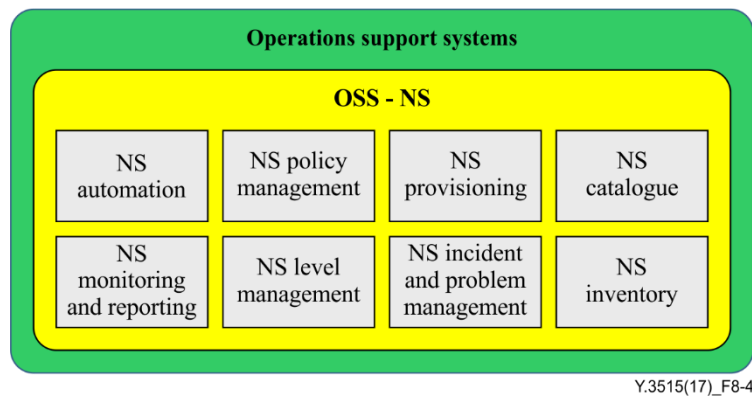 Operations support systems
OSS - NS
NS
automation
NS policy
management
NS
provisioning
NS
catalogue
NS
monitoring
and reporting
NS level
management
NS incident
and problem
management
NS
inventory
Y.3515(17)_F8-4